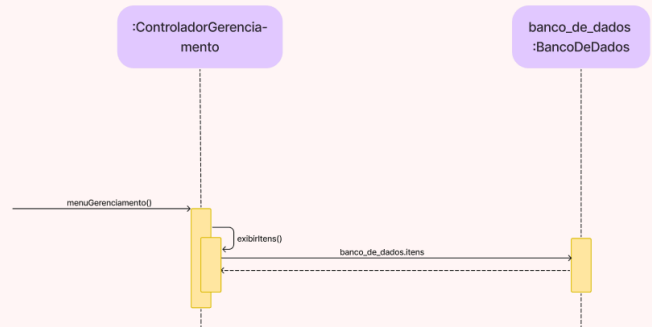 :ControladorGerencia-
mento
banco_de_dados
:BancoDeDados
menuGerenciamento()
exibirItens()
banco_de_dados.itens